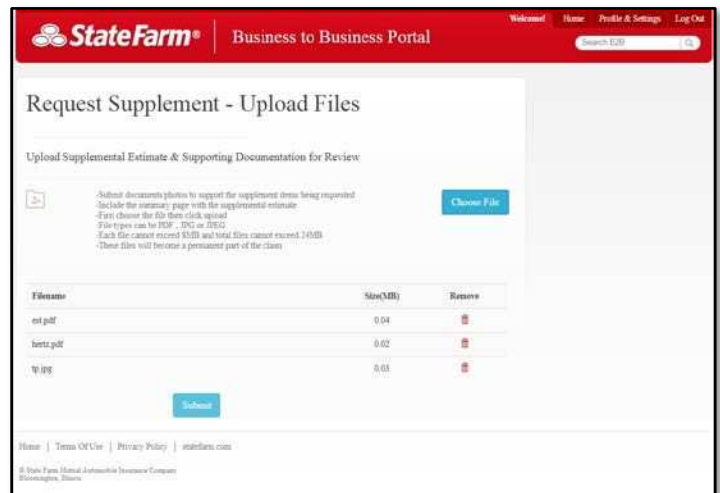 Welcome! Home Profile & Settings Log Out
StateFarm® Business to Business Portal
Search B2B
Request Supplement - Upload Files
Upload Supplemental Estimate & Supporting Documentation for Review
-Submit documents/photos to support the supplement items being requested
-Include the summary page with the supplemental estimate
-First choose the file then click upload
-File types can be PDF , JPG or JPEG
-Each file cannot exceed 8MB and total files cannot exceed 24MB
-These files will become a permanent part of the claim
Choose File
Filename Size(MB) Remove
est.pdf 0.04
hertz.pdf 0.02
tp.jpg 0.03
Submit
Home | Terms Of Use | Privacy Policy | statefarm.com
© State Farm Mutual Automobile Insurance Company
Bloomington, Illinois